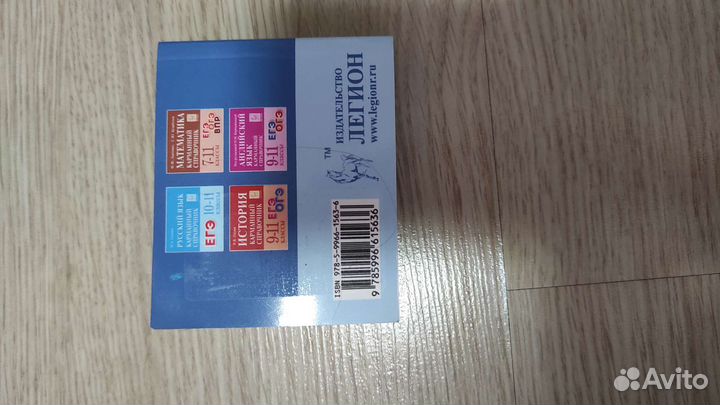 ИЗДАТЕЛЬСТВО
ЛЕГИОН
www.legionr.ru
TM
МАТЕМАТИКА
КАРМАННЫЙ
СПРАВОЧНИК
7-11
КЛАССЫ
ЕГЭ
ОГЭ
ВПР
АНГЛИЙСКИЙ
ЯЗЫК
КАРМАННЫЙ
СПРАВОЧНИК
9-11
КЛАССЫ
ЕГЭ
ОГЭ
РУССКИЙ ЯЗЫК
КАРМАННЫЙ
СПРАВОЧНИК
ЕГЭ
10-11
КЛАССЫ
ИСТОРИЯ
КАРМАННЫЙ
СПРАВОЧНИК
9-11
КЛАССЫ
ЕГЭ
ОГЭ
ISBN 978-5-9966-1563-6
9 785996 615636
Avito